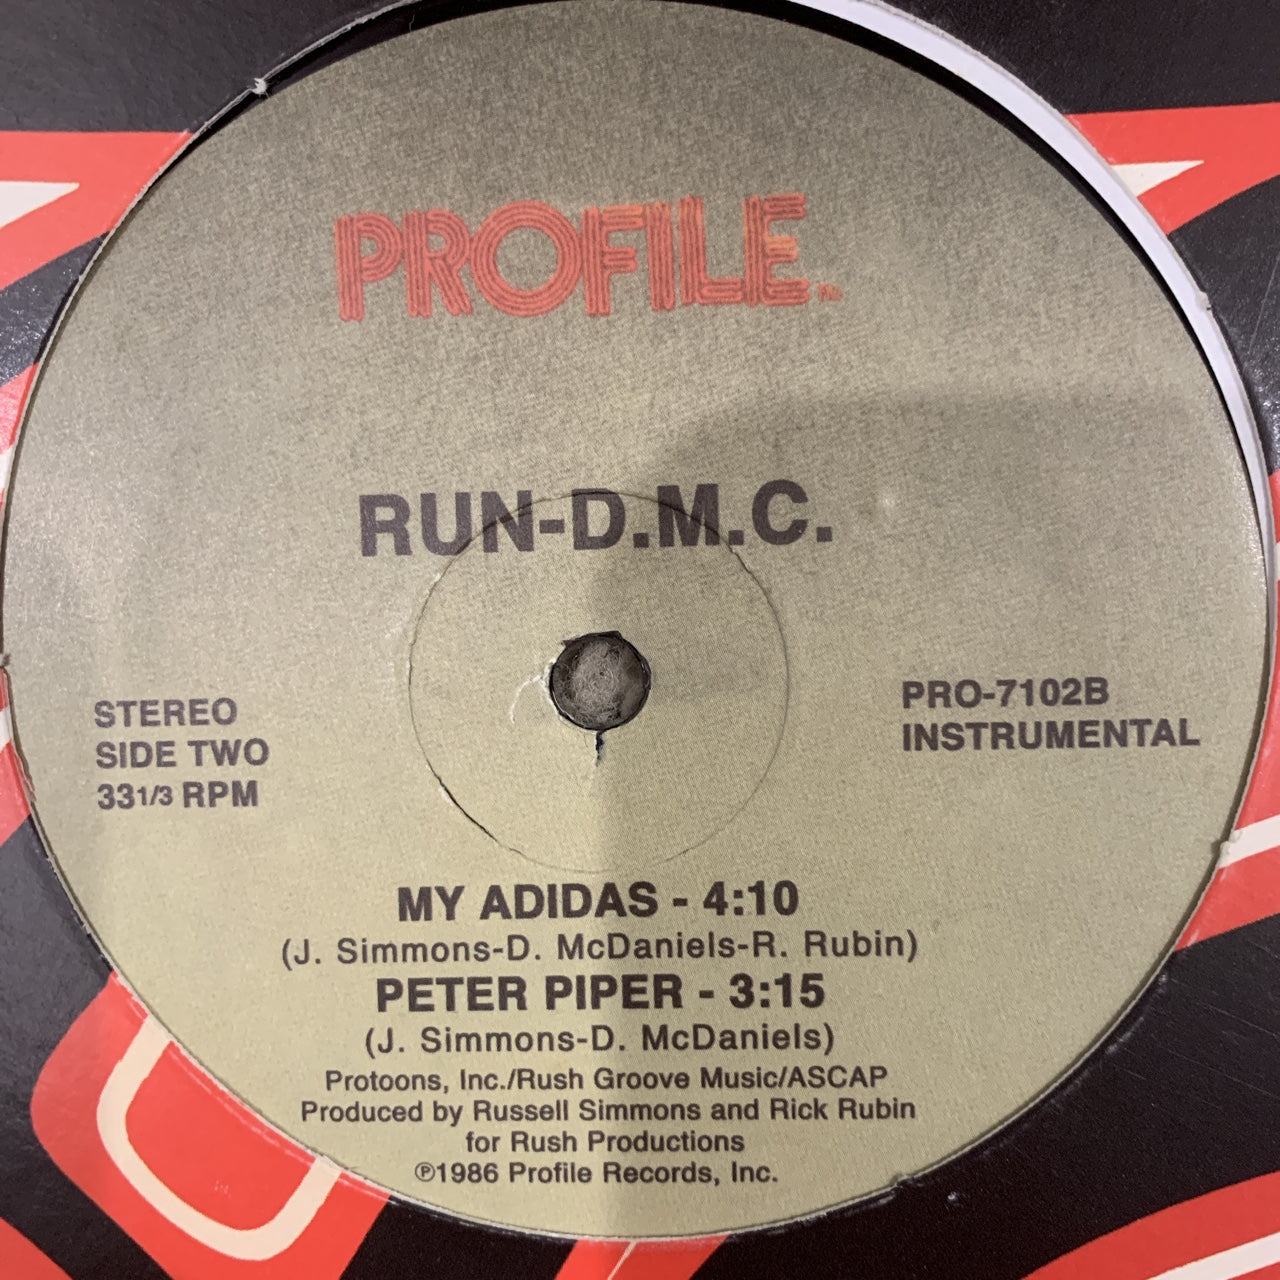 PROFILE™
RUN-D.M.C.
STEREO
SIDE TWO
33 1/3 RPM
PRO-7102B
INSTRUMENTAL
MY ADIDAS - 4:10
(J. Simmons-D. McDaniels-R. Rubin)
PETER PIPER - 3:15
(J. Simmons-D. McDaniels)
Protoons, Inc./Rush Groove Music/ASCAP
Produced by Russell Simmons and Rick Rubin
for Rush Productions
℗1986 Profile Records, Inc.